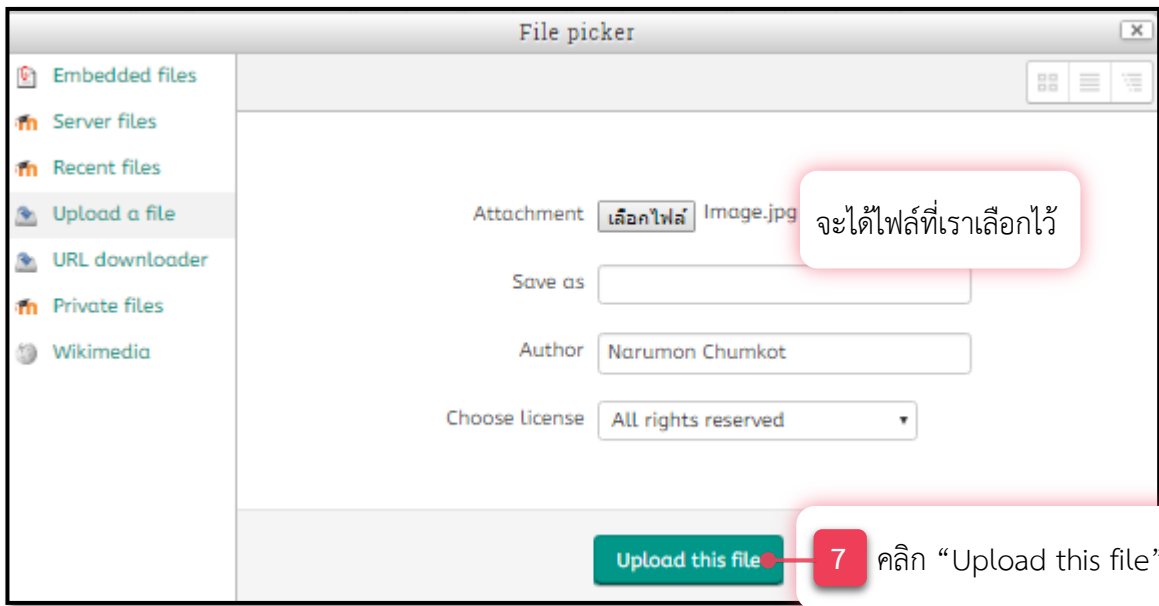 File picker
Embedded files
Server files
Recent files
Upload a file
URL downloader
Private files
Wikimedia
Attachment เลือกไฟล์ Image.jpg
จะได้ไฟล์ที่เราเลือกไว้
Save as
Author Narumon Chumkot
Choose license All rights reserved
Upload this file
7 คลิก “Upload this file”